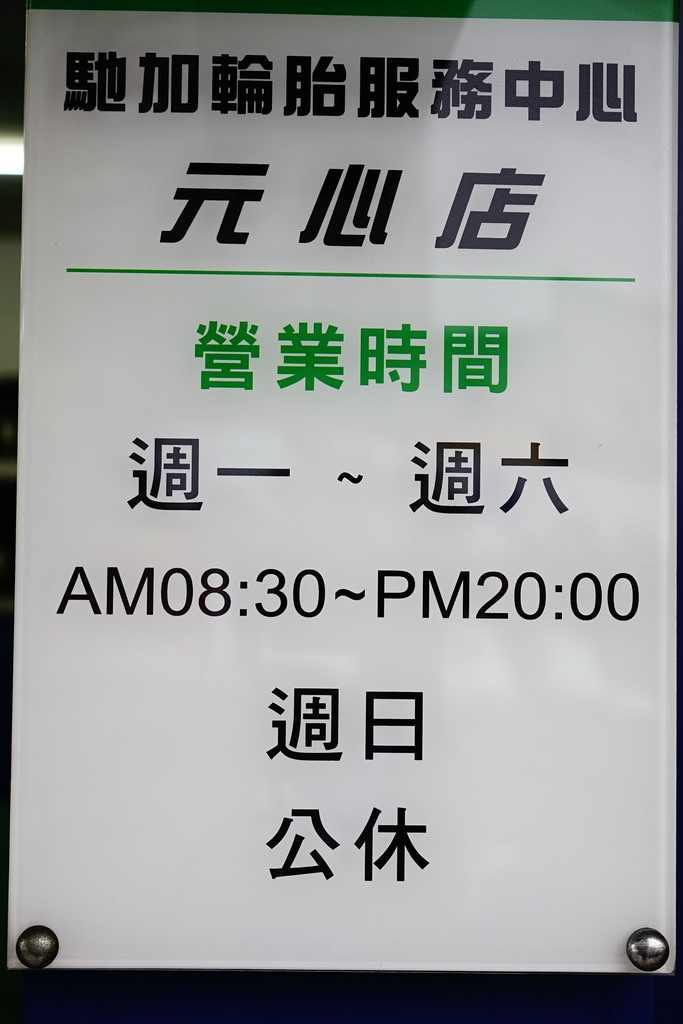 馳加輪胎服務中心
元心店
營業時間
週一 ~ 週六
AM08:30~PM20:00
週日
公休